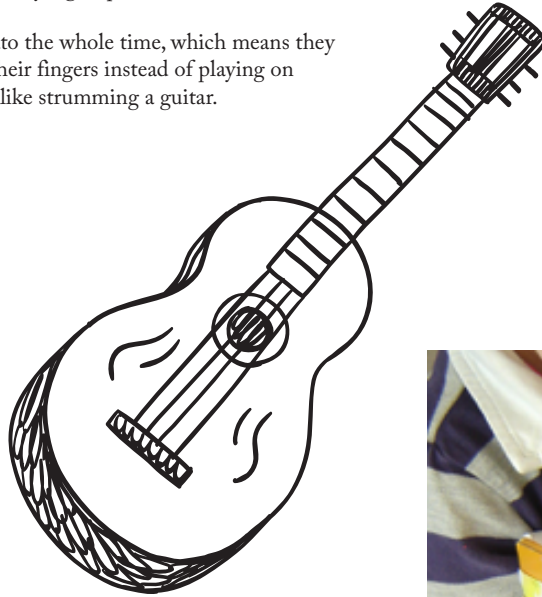 to the whole time, which means they
heir fingers instead of playing on
like strumming a guitar.